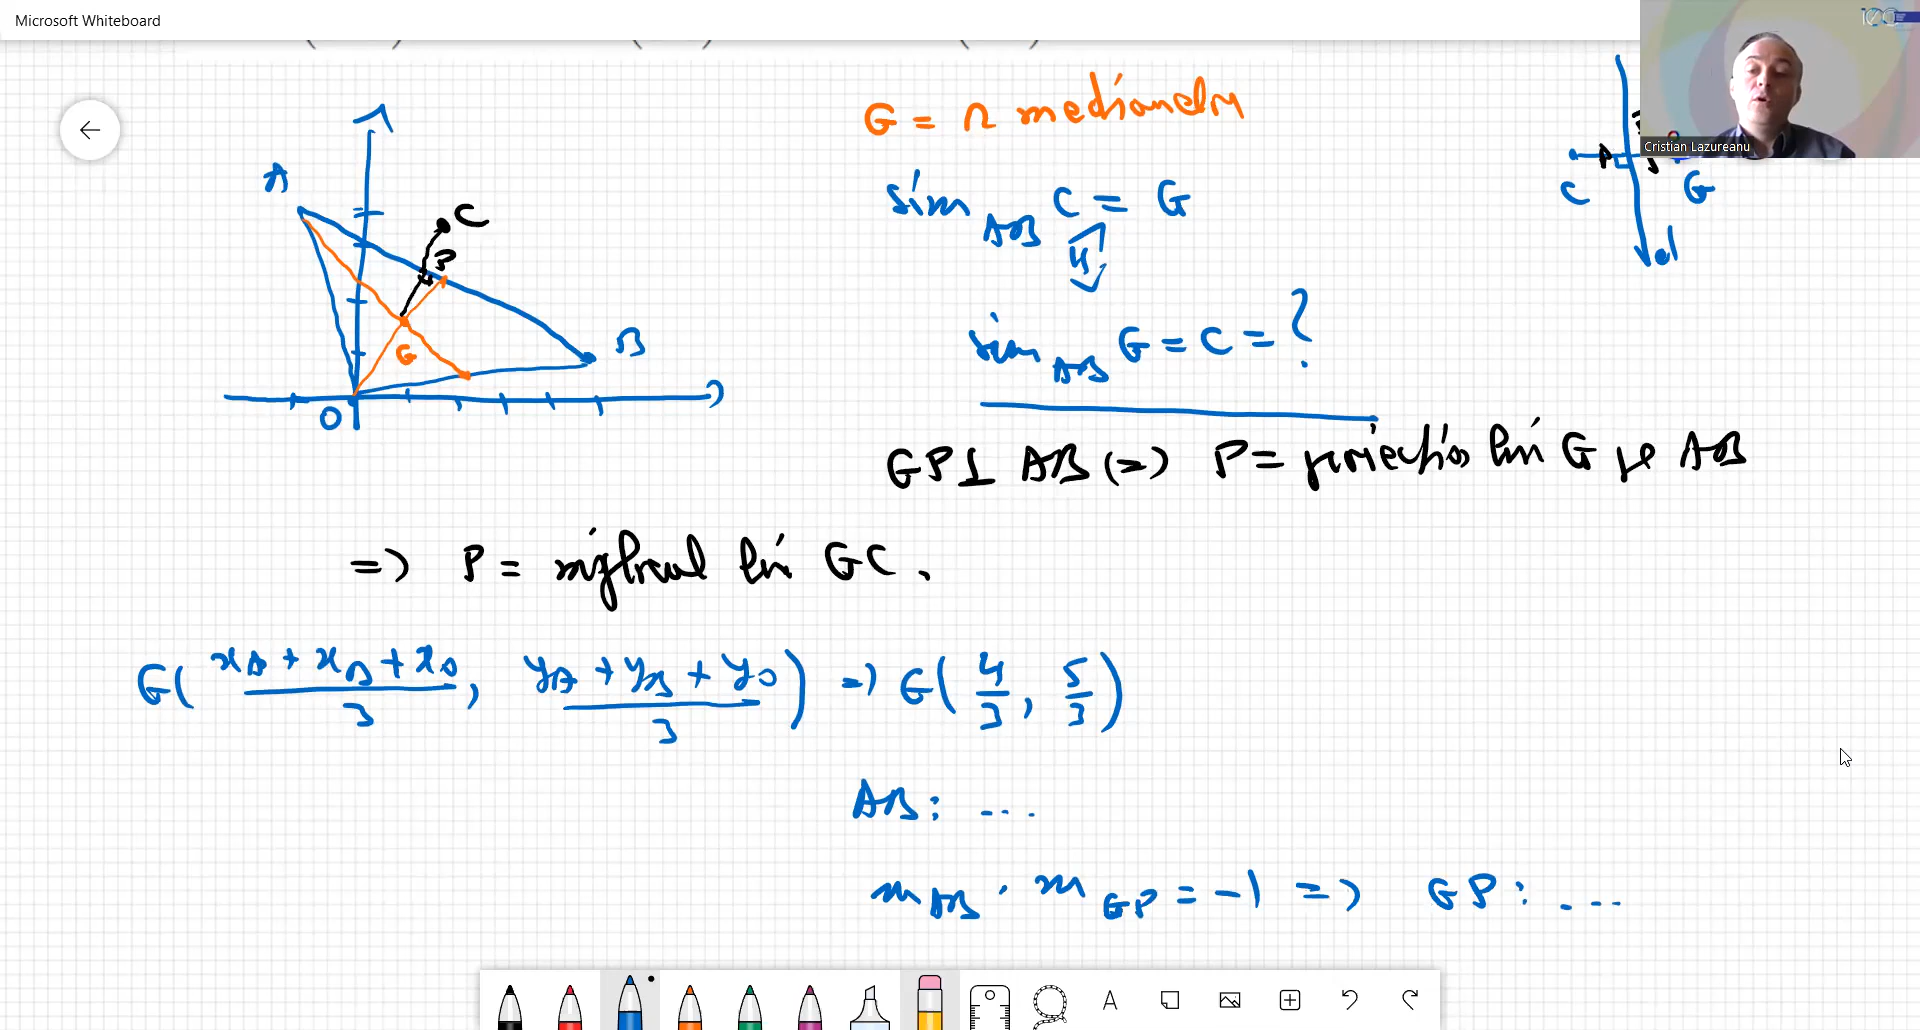 Microsoft Whiteboard
Cristian Lazureanu
A
C
P
B
G
O
C
P
G
d
G = ∩ medianelor
sim_AB C = G
⇕
sim_AB G = C = ?
GP ⊥ AB (=) P = proiecția lui G pe AB
=) P = mijlocul lui GC.
G( (x_A + x_B + x_O)/3 , (y_A + y_B + y_O)/3 ) =) G( 4/3 , 5/3 )
AB : ...
m_AB · m_GP = -1 =) GP : ...
A